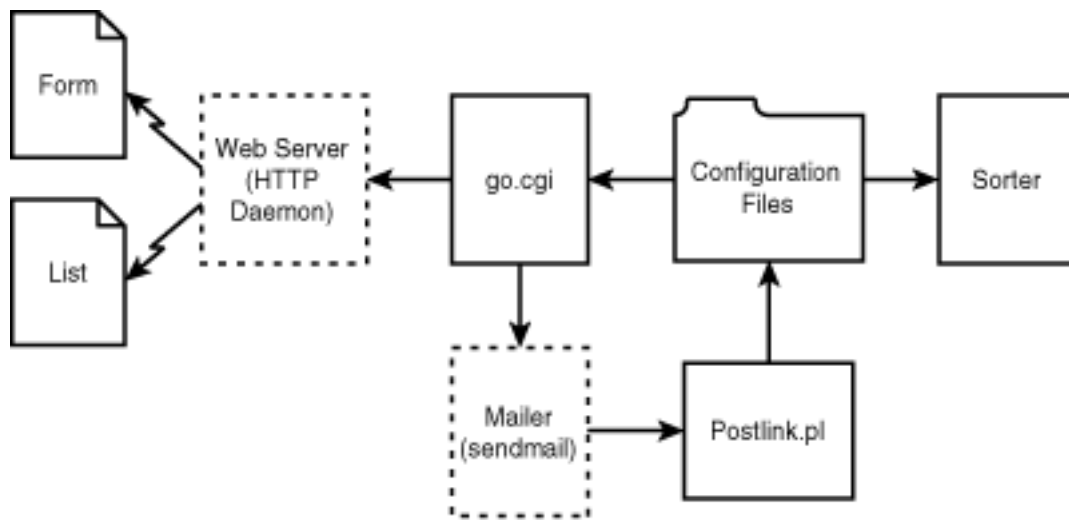 Form
Web Server
(HTTP
Daemon)
go.cgi
Configuration
Files
Sorter
List
Mailer
(sendmail)
Postlink.pl